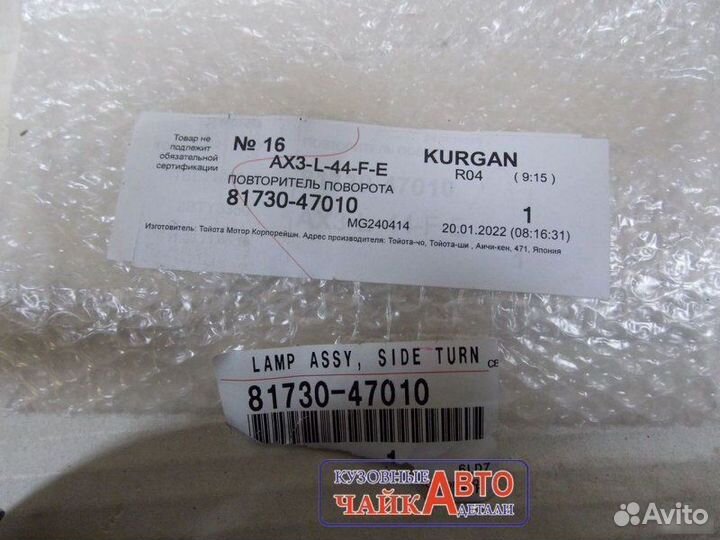 Товар не
подлежит
обязательной
сертификации
№ 16
AX3-L-44-F-E
ПОВТОРИТЕЛЬ ПОВОРОТА
81730-47010
KURGAN
R04 ( 9:15 )
1
MG240414
20.01.2022 (08:16:31)
Изготовитель: Тойота Мотор Корпорейшн. Адрес производителя: Тойота-чо, Тойота-ши , Аичи-кен, 471, Япония
LAMP ASSY, SIDE TURN
81730-47010
1
КУЗОВНЫЕ АВТО
ЧАЙКА ДЕТАЛИ
Avito